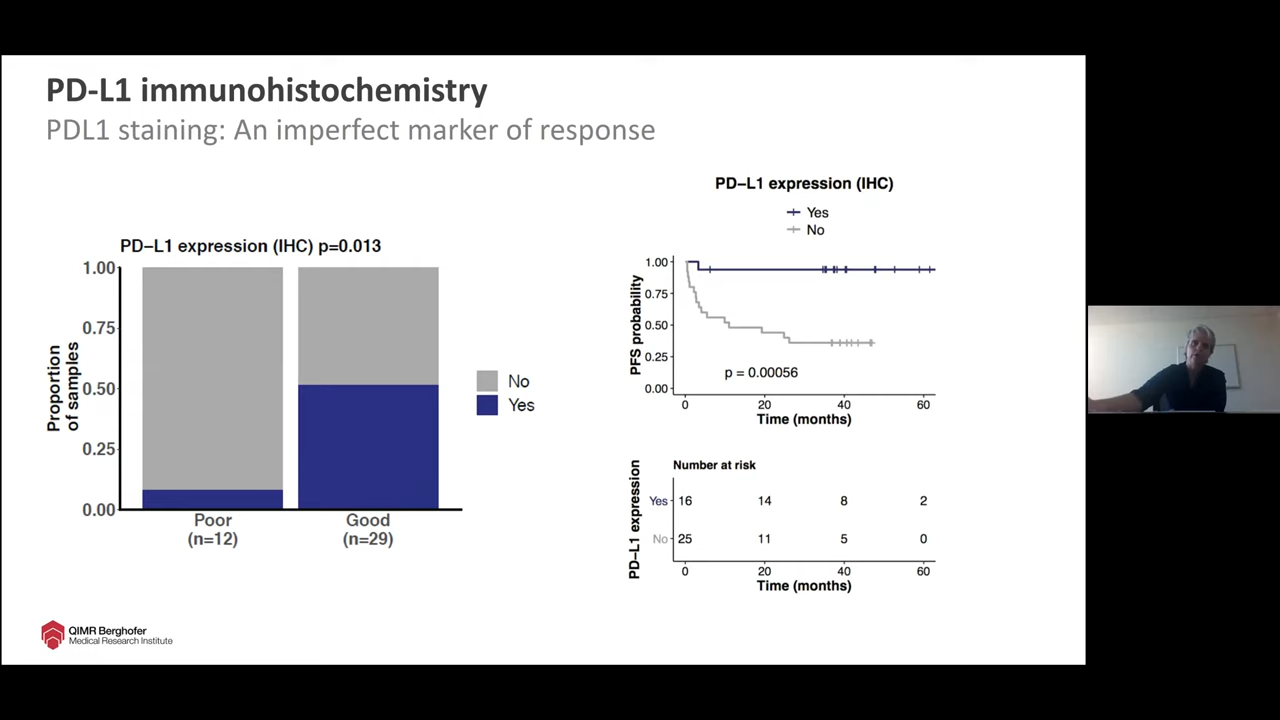 PD-L1 immunohistochemistry
PDL1 staining: An imperfect marker of response
PD–L1 expression (IHC) p=0.013
Proportion
of samples
1.00
0.75
0.50
0.25
0.00
Poor
(n=12)
Good
(n=29)
No
Yes
PD–L1 expression (IHC)
Yes
No
PFS probability
1.00
0.75
0.50
0.25
0.00
p = 0.00056
0 20 40 60
Time (months)
Number at risk
PD–L1 expression
Yes 16 14 8 2
No 25 11 5 0
0 20 40 60
Time (months)
QIMR Berghofer
Medical Research Institute